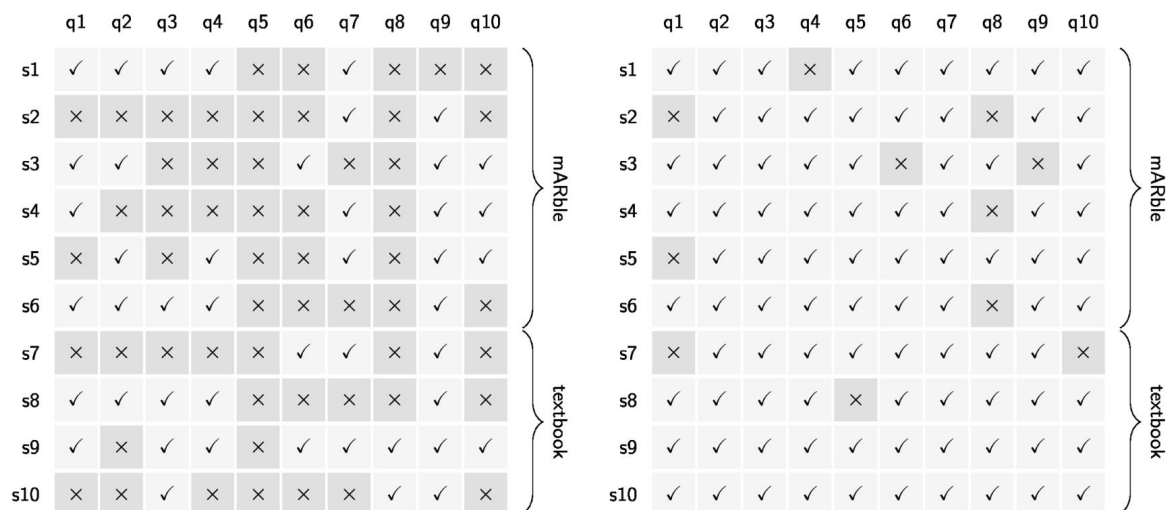 q1 q2 q3 q4 q5 q6 q7 q8 q9 q10
s1 ✓ ✓ ✓ ✓ × × ✓ × × ×
s2 × × × × × × ✓ × ✓ ×
s3 ✓ ✓ × × × ✓ × × ✓ ✓
s4 ✓ × × × × × ✓ × ✓ ✓
s5 × ✓ × ✓ × × ✓ × ✓ ✓
s6 ✓ ✓ ✓ ✓ × × × × ✓ ×
s7 × × × × × ✓ ✓ × ✓ ×
s8 ✓ ✓ ✓ ✓ × × × × ✓ ×
s9 ✓ × ✓ ✓ × ✓ ✓ ✓ ✓ ✓
s10 × × ✓ × × × × ✓ ✓ ×
mARble
textbook
q1 q2 q3 q4 q5 q6 q7 q8 q9 q10
s1 ✓ ✓ ✓ × ✓ ✓ ✓ ✓ ✓ ✓
s2 × ✓ ✓ ✓ ✓ ✓ ✓ × ✓ ✓
s3 ✓ ✓ ✓ ✓ ✓ × ✓ ✓ × ✓
s4 ✓ ✓ ✓ ✓ ✓ ✓ ✓ × ✓ ✓
s5 × ✓ ✓ ✓ ✓ ✓ ✓ ✓ ✓ ✓
s6 ✓ ✓ ✓ ✓ ✓ ✓ ✓ × ✓ ✓
s7 × ✓ ✓ ✓ ✓ ✓ ✓ ✓ ✓ ×
s8 ✓ ✓ ✓ ✓ × ✓ ✓ ✓ ✓ ✓
s9 ✓ ✓ ✓ ✓ ✓ ✓ ✓ ✓ ✓ ✓
s10 ✓ ✓ ✓ ✓ ✓ ✓ ✓ ✓ ✓ ✓
mARble
textbook